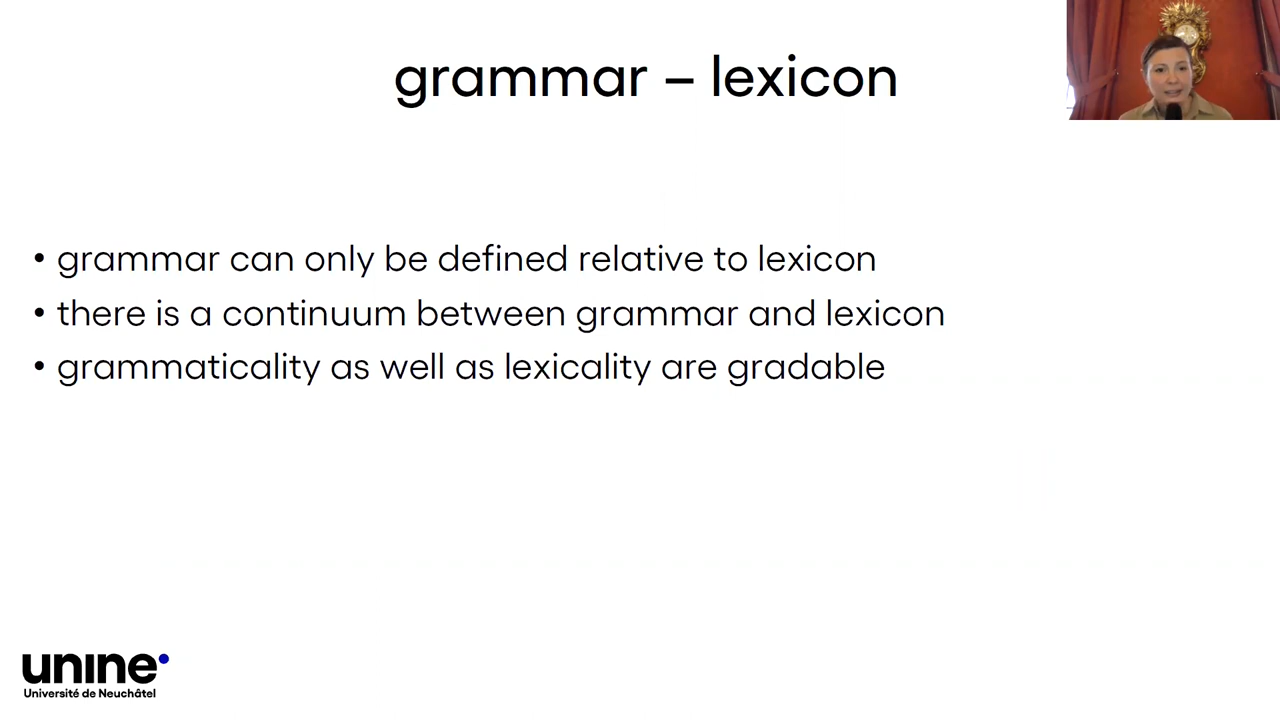 grammar – lexicon
• grammar can only be defined relative to lexicon
• there is a continuum between grammar and lexicon
• grammaticality as well as lexicality are gradable
unine
Université de Neuchâtel